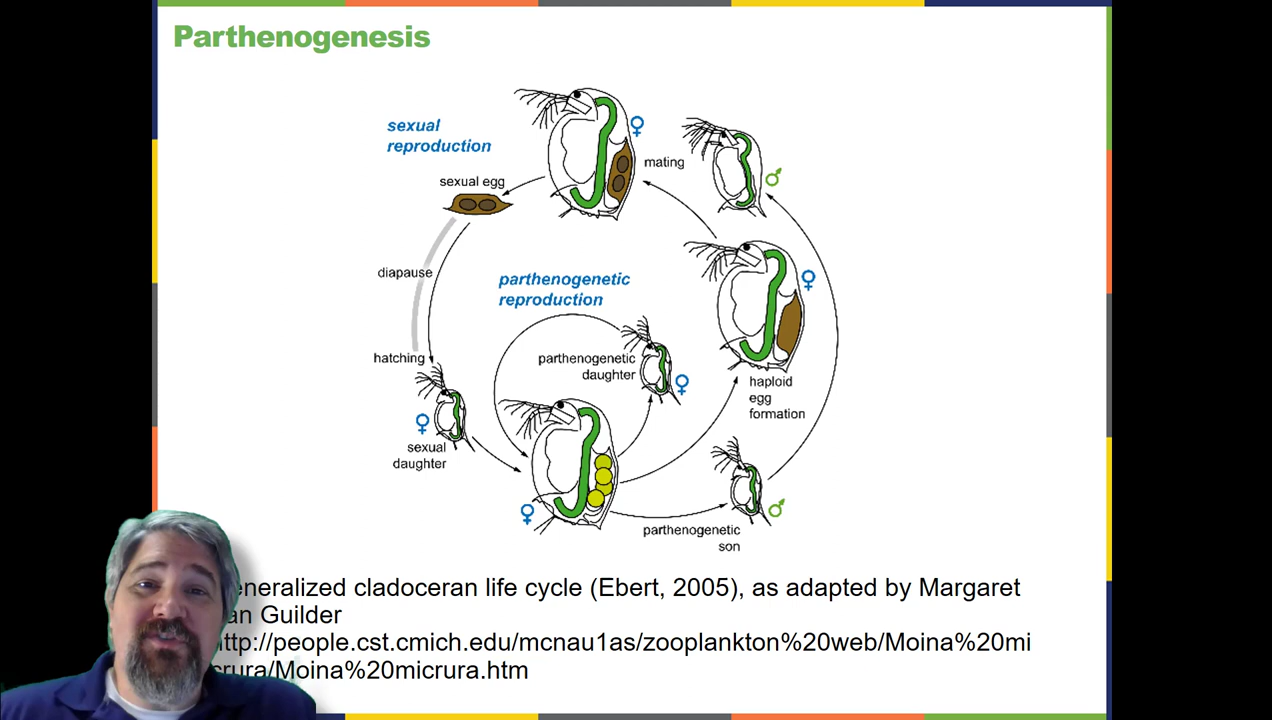 Parthenogenesis
sexual
reproduction
♀
mating
♂
sexual egg
diapause
parthenogenetic
reproduction
♀
hatching
parthenogenetic
daughter
♀
haploid
egg
formation
♀
sexual
daughter
♀
♂
parthenogenetic
son
eneralized cladoceran life cycle (Ebert, 2005), as adapted by Margaret
an Guilder
ttp://people.cst.cmich.edu/mcnau1as/zooplankton%20web/Moina%20mi
crura/Moina%20micrura.htm